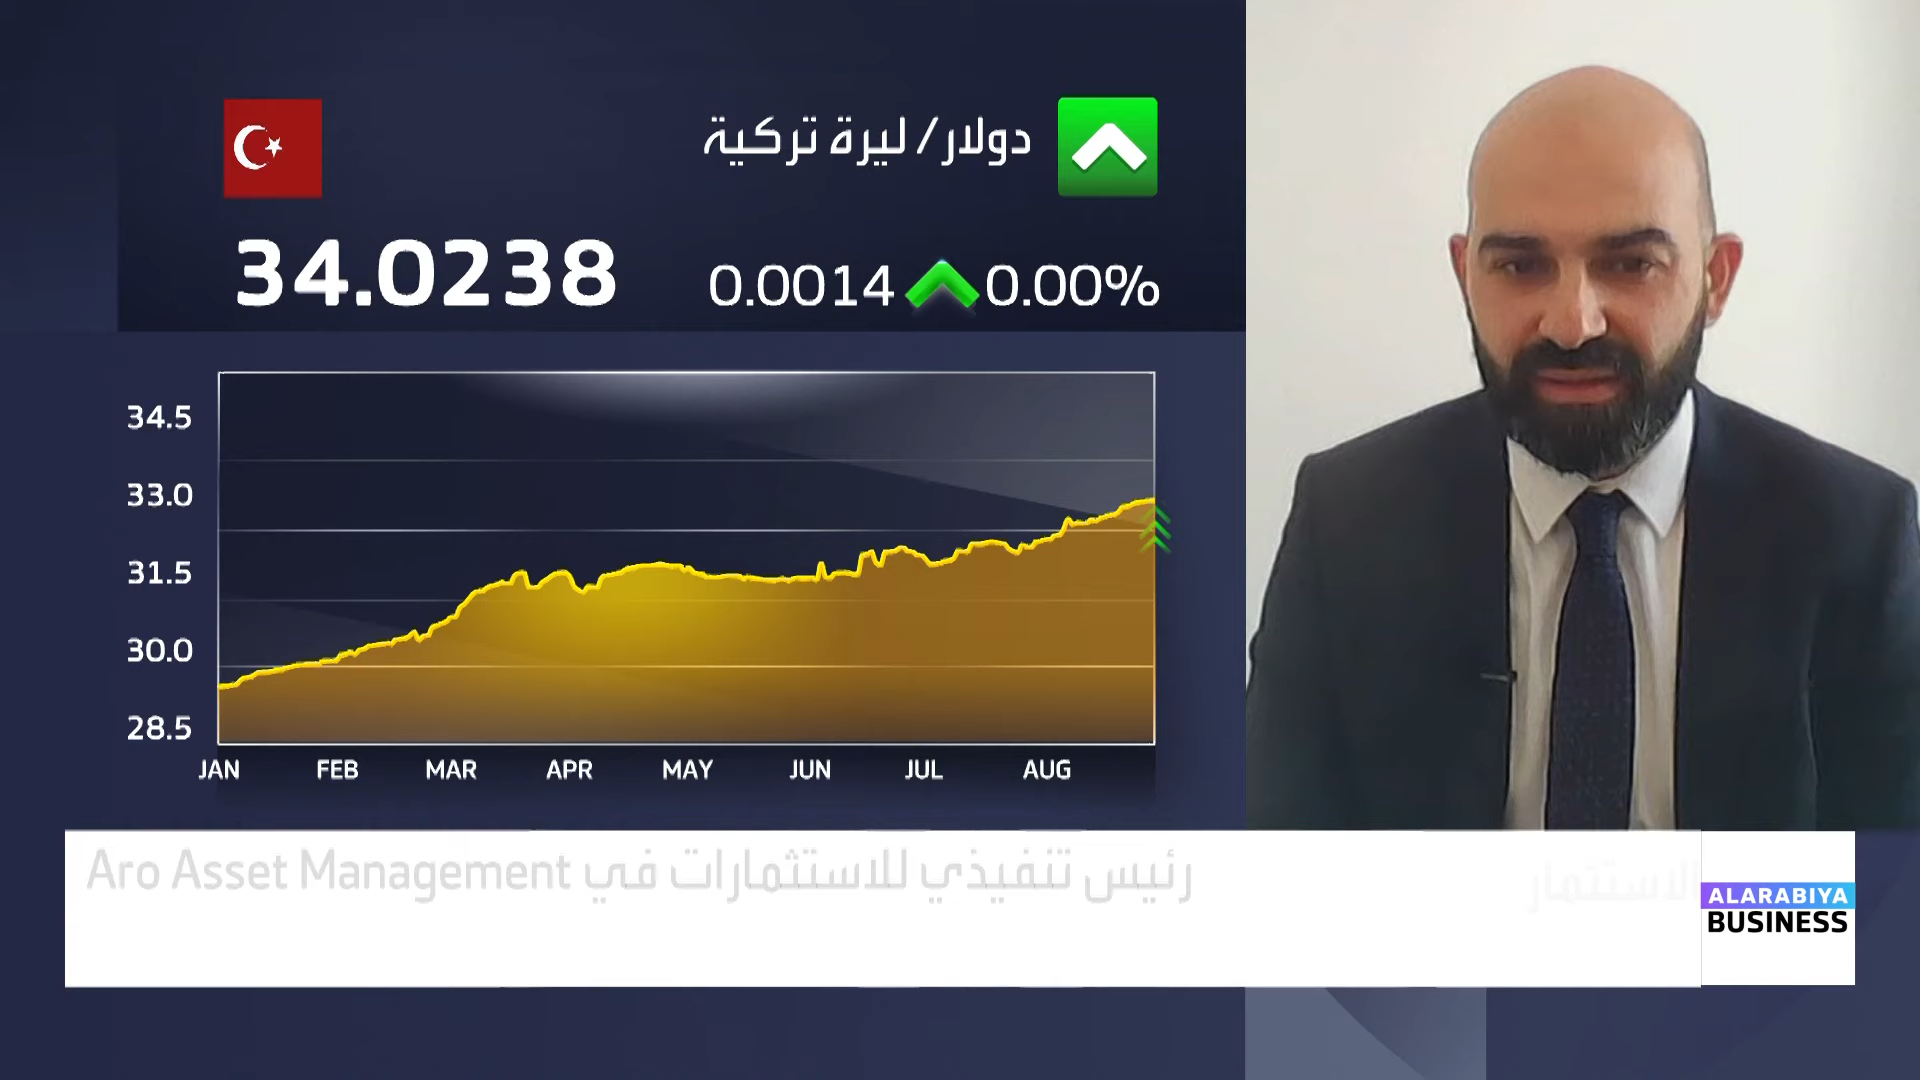 دولار/ ليرة تركية
34.0238
0.0014 0.00%
34.5
33.0
31.5
30.0
28.5
JAN FEB MAR APR MAY JUN JUL AUG
رئيس تنفيذي للاستثمارات في Aro Asset Management
الاستثمار
ALARABIYA
BUSINESS